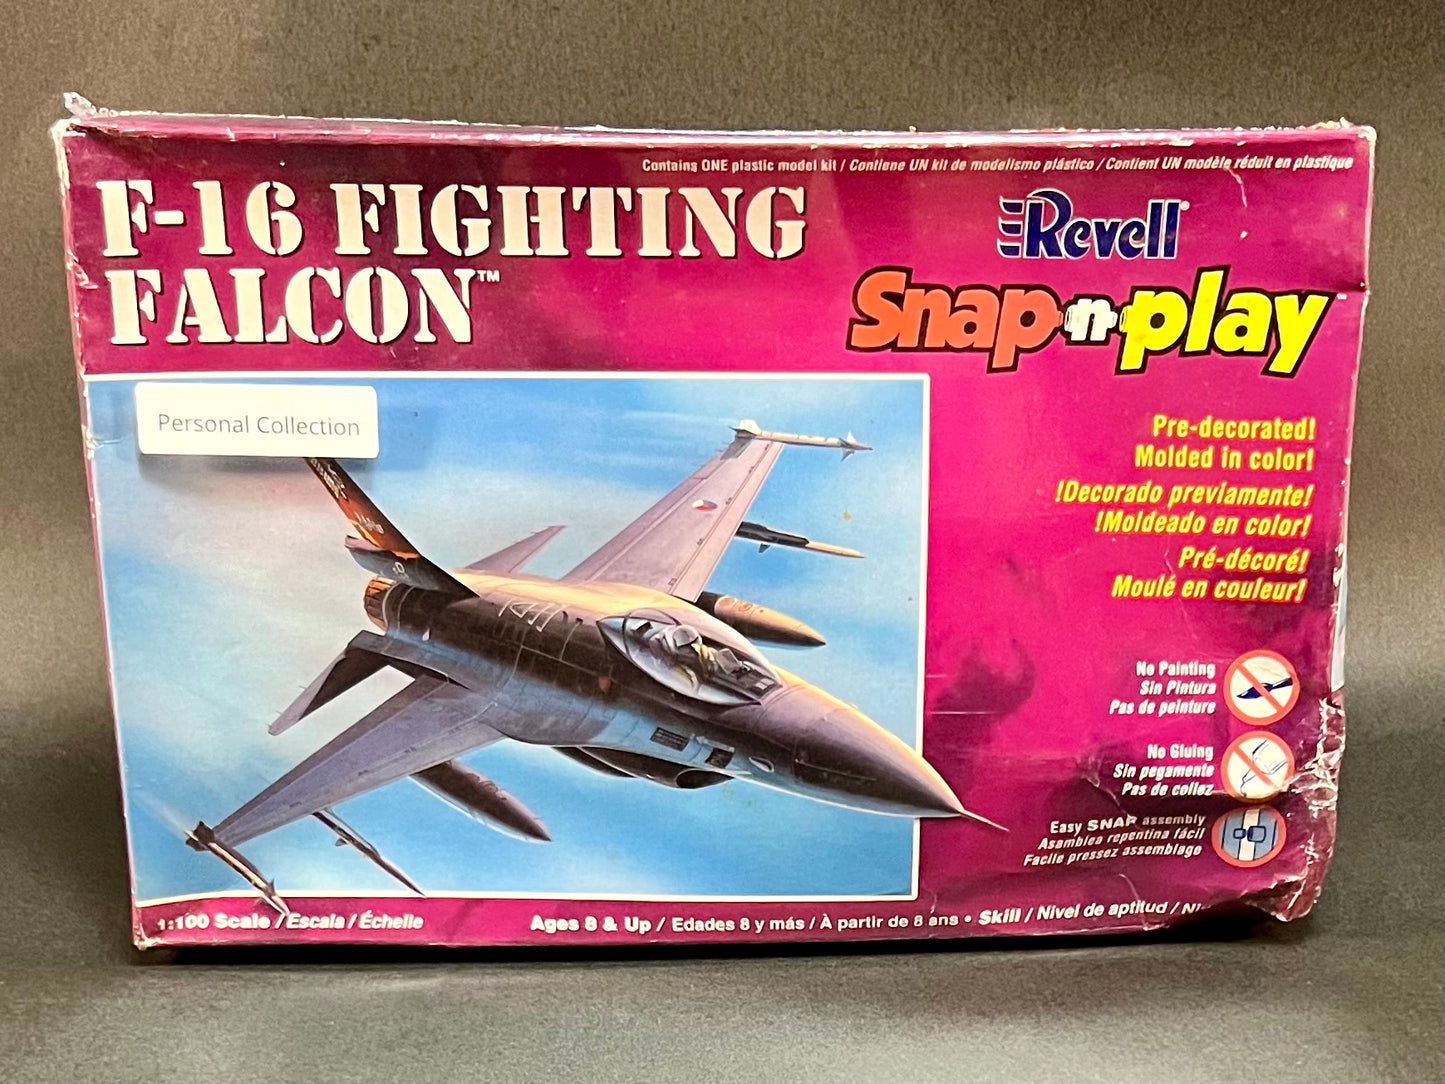 Contains ONE plastic model kit / Contiene UN kit de modelismo plástico / Contient UN modèle réduit en plastique
F-16 FIGHTING
FALCON™
Revell®
Snap-n-play™
Personal Collection
Pre-decorated!
Molded in color!
!Decorado previamente!
!Moldeado en color!
Pré-décoré!
Moulé en couleur!
No Painting
Sin Pintura
Pas de peinture
No Gluing
Sin pegamente
Pas de collez
Easy SNAP assembly
Asamblea repentina fácil
Facile pressez assemblage
1:100 Scale / Escala / Échelle
Ages 8 & Up / Edades 8 y más / À partir de 8 ans • Skill / Nivel de aptitud /